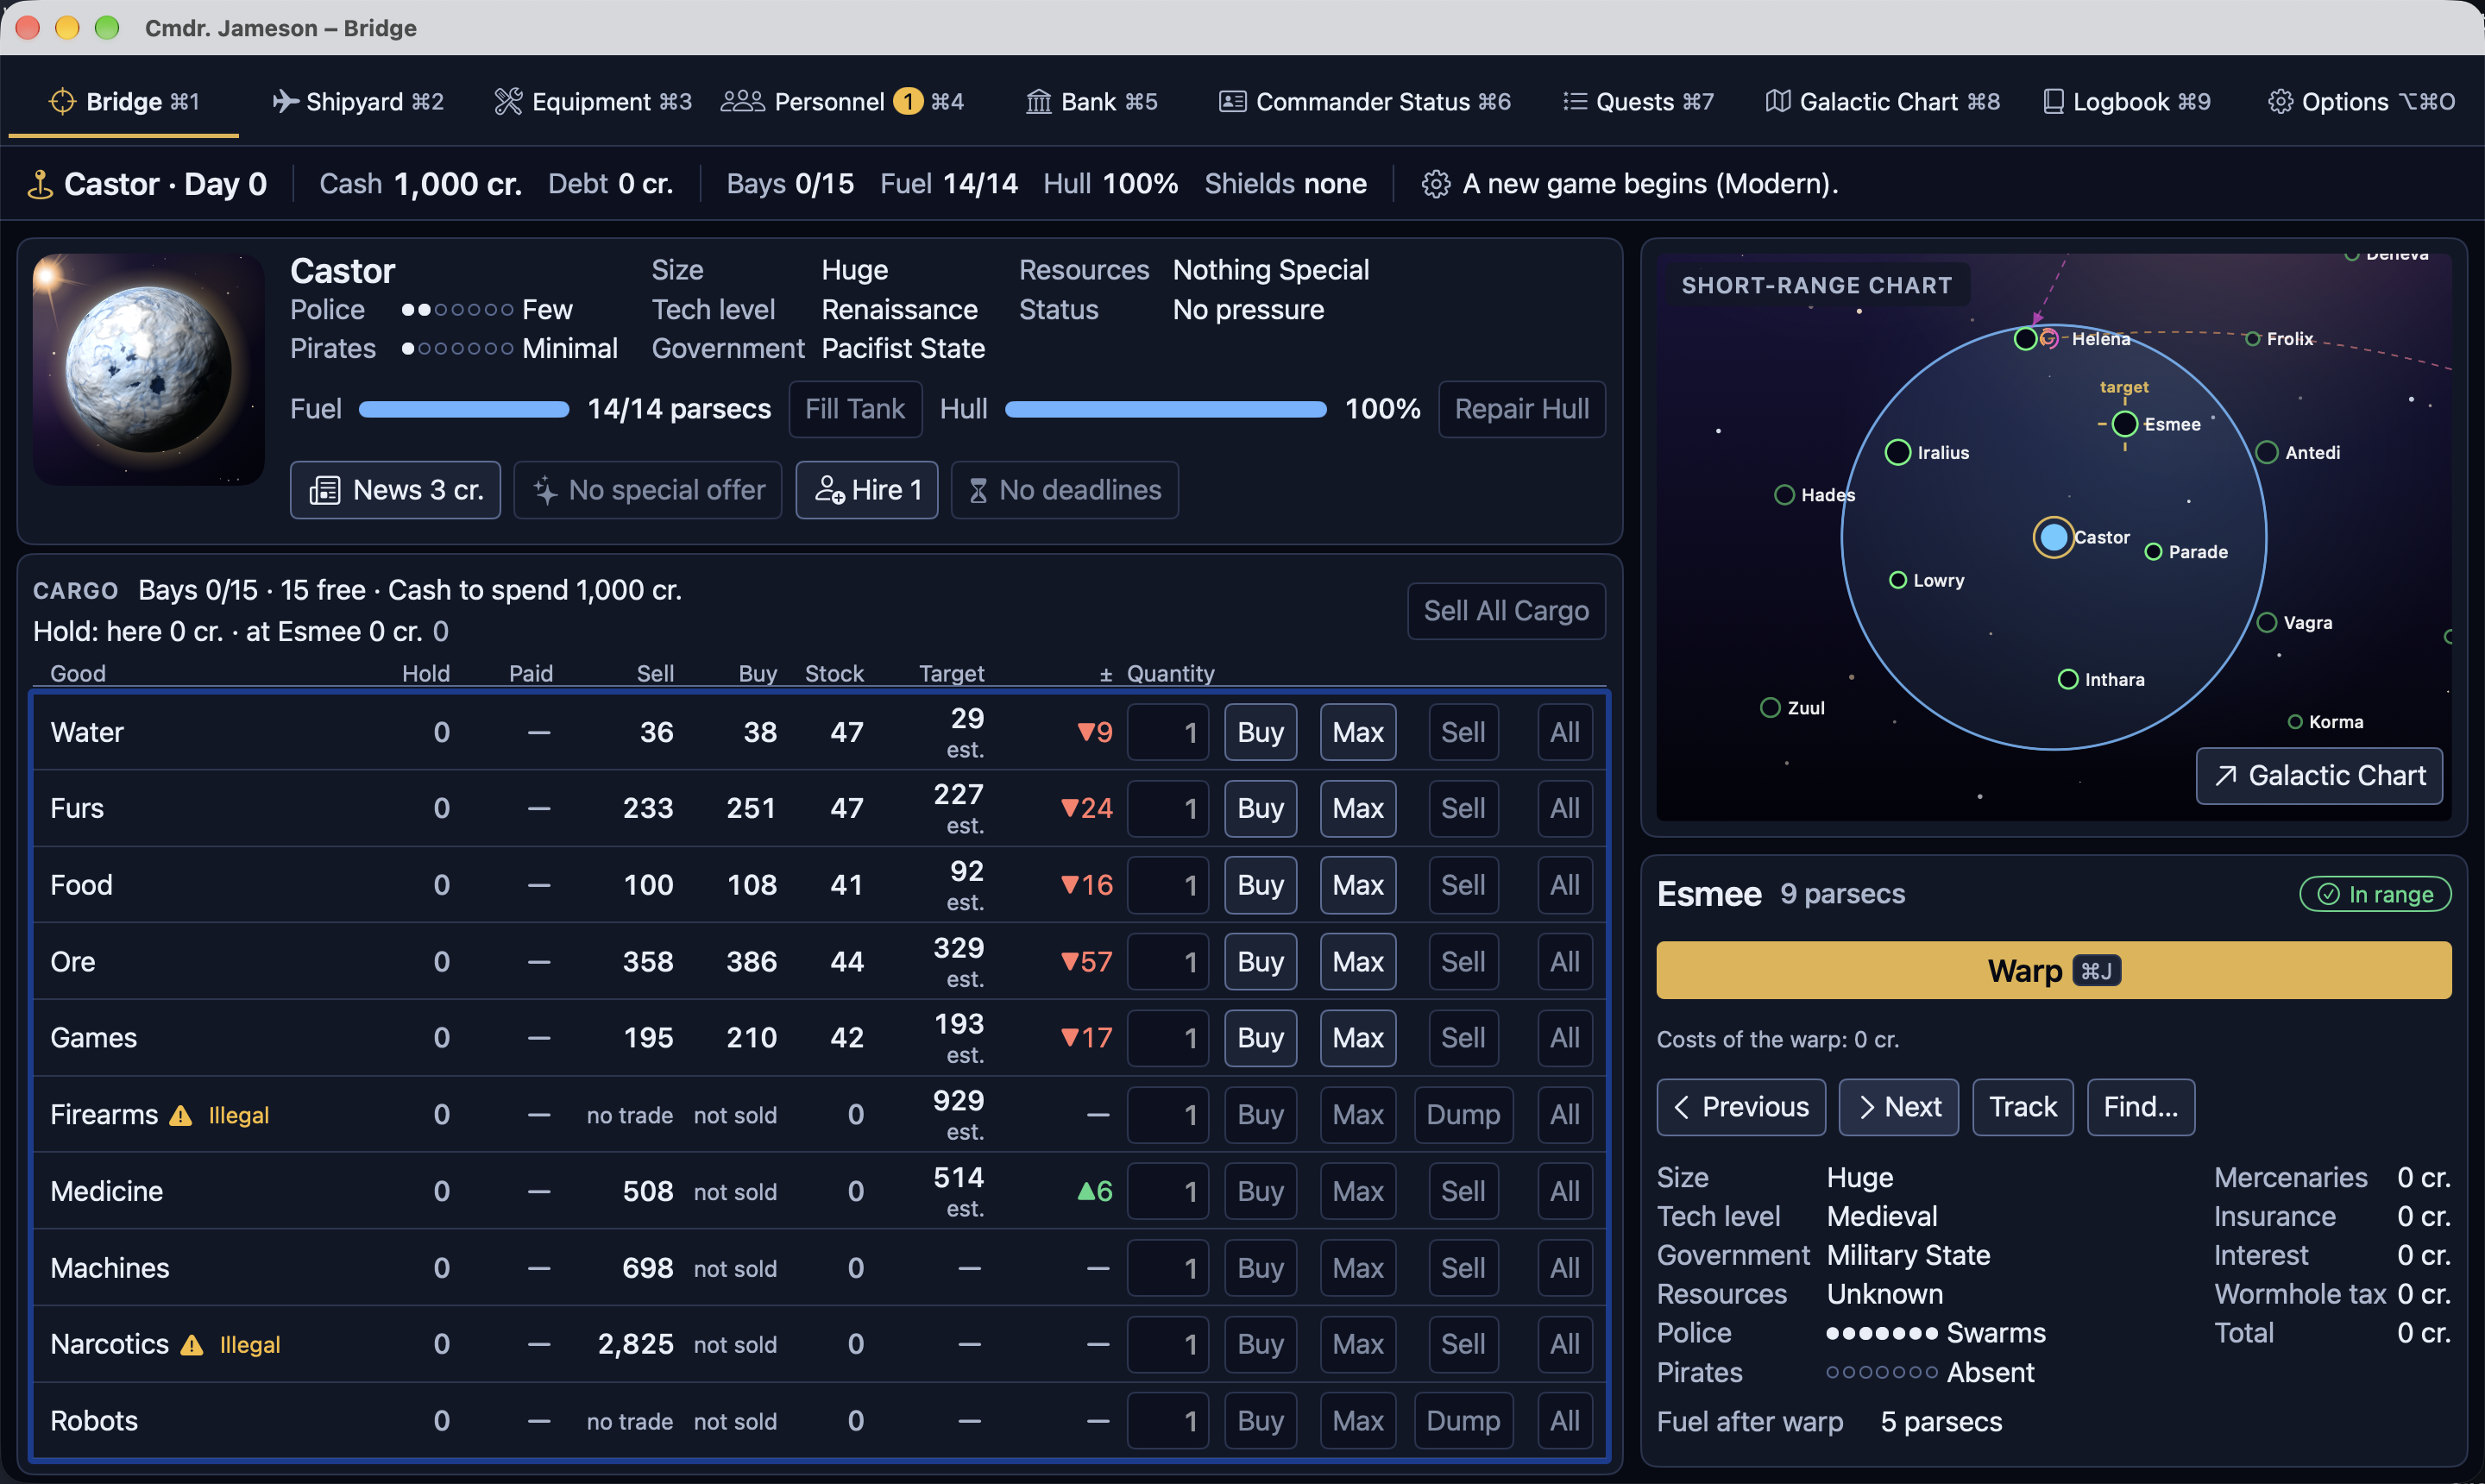 Cmdr. Jameson – Bridge
Bridge ⌘1 Shipyard ⌘2 Equipment ⌘3 Personnel 1 ⌘4 Bank ⌘5 Commander Status ⌘6 Quests ⌘7 Galactic Chart ⌘8 Logbook ⌘9 Options ⌥⌘O
Castor · Day 0 Cash 1,000 cr. Debt 0 cr. Bays 0/15 Fuel 14/14 Hull 100% Shields none A new game begins (Modern).
Castor Size Huge Resources Nothing Special
Police Few Tech level Renaissance Status No pressure
Pirates Minimal Government Pacifist State
Fuel 14/14 parsecs Fill Tank Hull 100% Repair Hull
News 3 cr. No special offer Hire 1 No deadlines
CARGO Bays 0/15 · 15 free · Cash to spend 1,000 cr.
Hold: here 0 cr. · at Esmee 0 cr. 0
Sell All Cargo
Good Hold Paid Sell Buy Stock Target ± Quantity
Water 0 — 36 38 47 29 est. ▼9 1 Buy Max Sell All
Furs 0 — 233 251 47 227 est. ▼24 1 Buy Max Sell All
Food 0 — 100 108 41 92 est. ▼16 1 Buy Max Sell All
Ore 0 — 358 386 44 329 est. ▼57 1 Buy Max Sell All
Games 0 — 195 210 42 193 est. ▼17 1 Buy Max Sell All
Firearms Illegal 0 — no trade not sold 0 929 est. — 1 Buy Max Dump All
Medicine 0 — 508 not sold 0 514 est. ▲6 1 Buy Max Sell All
Machines 0 — 698 not sold 0 — — 1 Buy Max Sell All
Narcotics Illegal 0 — 2,825 not sold 0 — — 1 Buy Max Sell All
Robots 0 — no trade not sold 0 — — 1 Buy Max Dump All
SHORT-RANGE CHART
Deneva
Helena
Frolix
target
Esmee
Iralius
Antedi
Hades
Castor
Parade
Lowry
Vagra
Inthara
Zuul
Korma
Galactic Chart
Esmee 9 parsecs In range
Warp ⌘J
Costs of the warp: 0 cr.
Previous Next Track Find...
Size Huge Mercenaries 0 cr.
Tech level Medieval Insurance 0 cr.
Government Military State Interest 0 cr.
Resources Unknown Wormhole tax 0 cr.
Police Swarms Total 0 cr.
Pirates Absent
Fuel after warp 5 parsecs